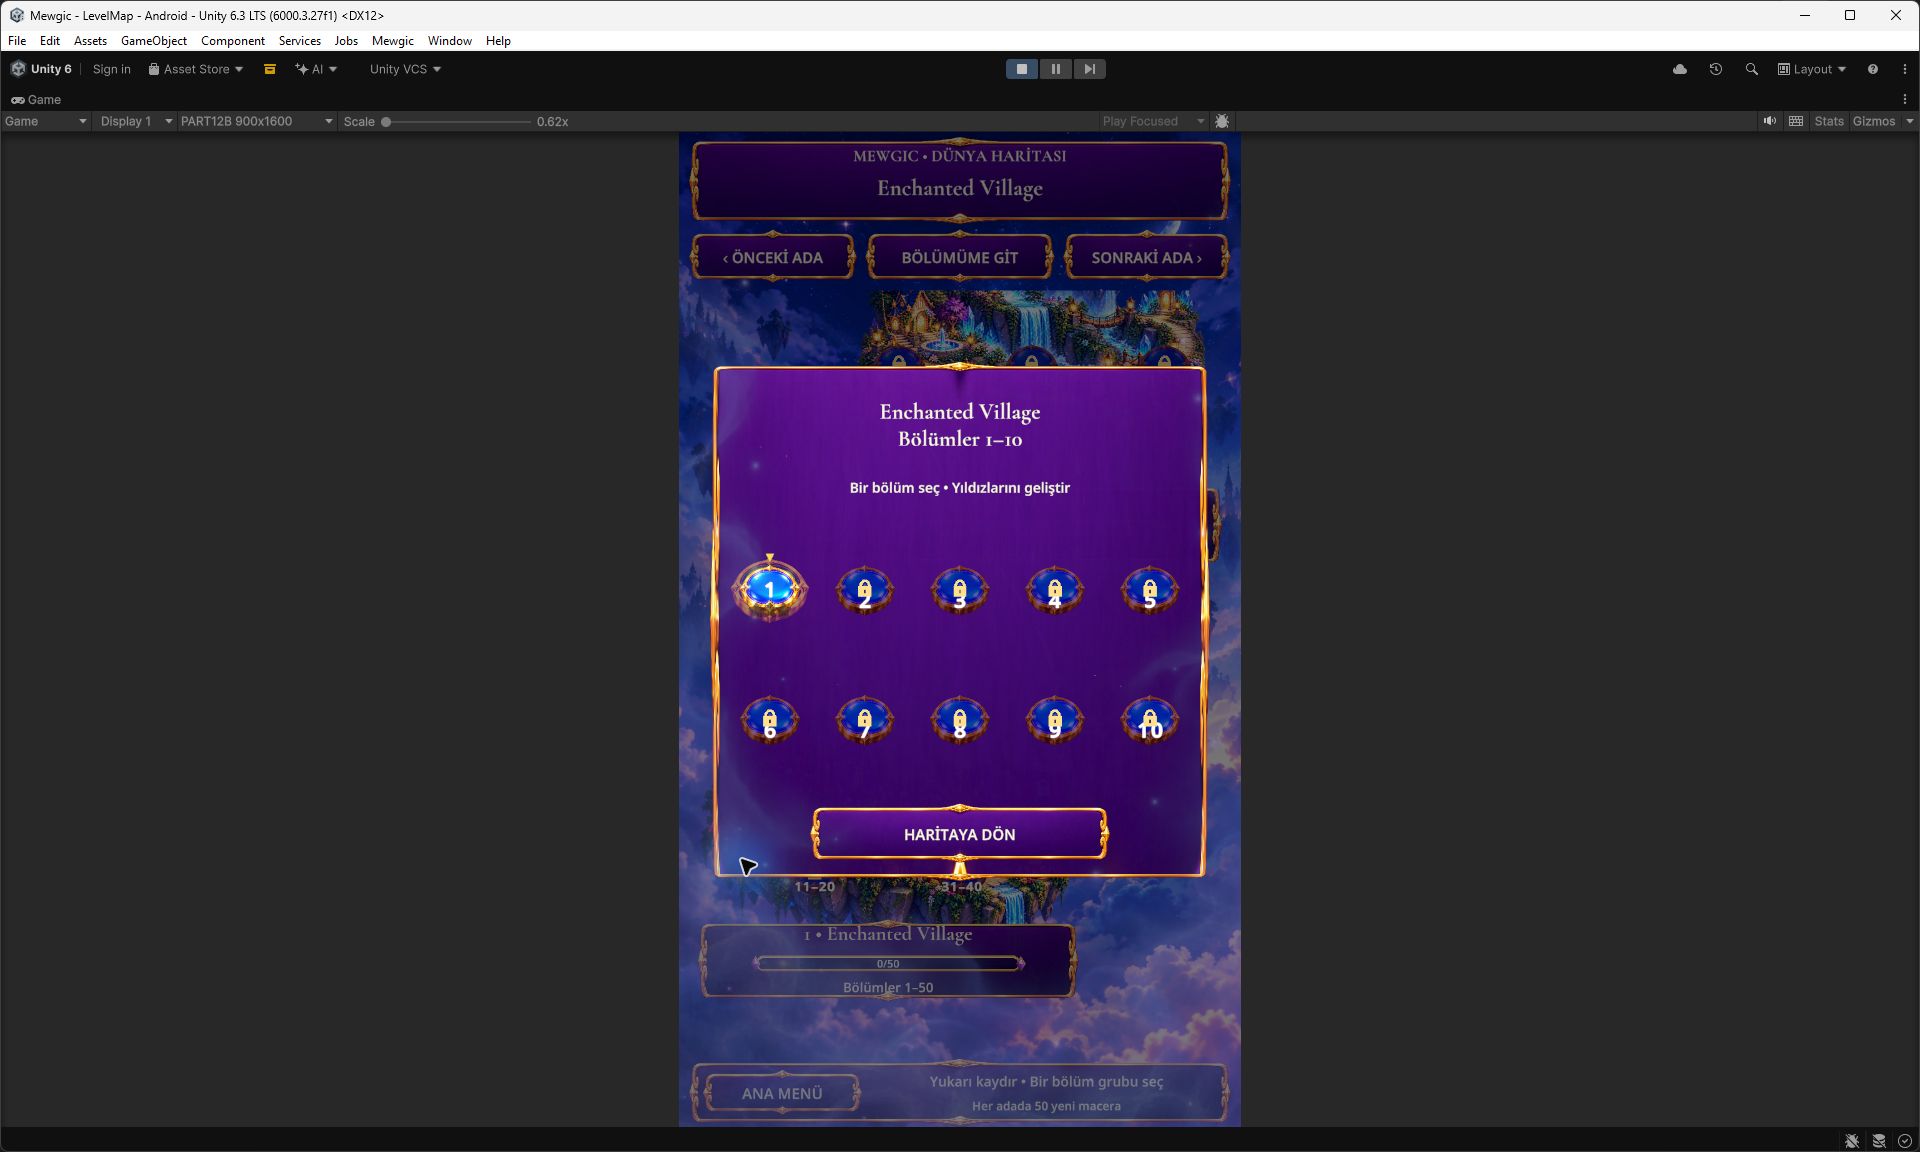 Mewgic - LevelMap - Android - Unity 6.3 LTS (6000.3.27f1) <DX12>
File Edit Assets GameObject Component Services Jobs Mewgic Window Help
Unity 6 Sign in Asset Store AI Unity VCS Layout
Game
Game Display 1 PART12B 900x1600 Scale 0.62x Play Focused Stats Gizmos
MEWGIC • DÜNYA HARİTASI
Enchanted Village
‹ ÖNCEKİ ADA BÖLÜMÜME GİT SONRAKİ ADA ›
Enchanted Village
Bölümler 1–10
Bir bölüm seç • Yıldızlarını geliştir
1 2 3 4 5
6 7 8 9 10
HARİTAYA DÖN
11–20 31–40
1 • Enchanted Village
0/50
Bölümler 1–50
ANA MENÜ
Yukarı kaydır • Bir bölüm grubu seç
Her adada 50 yeni macera